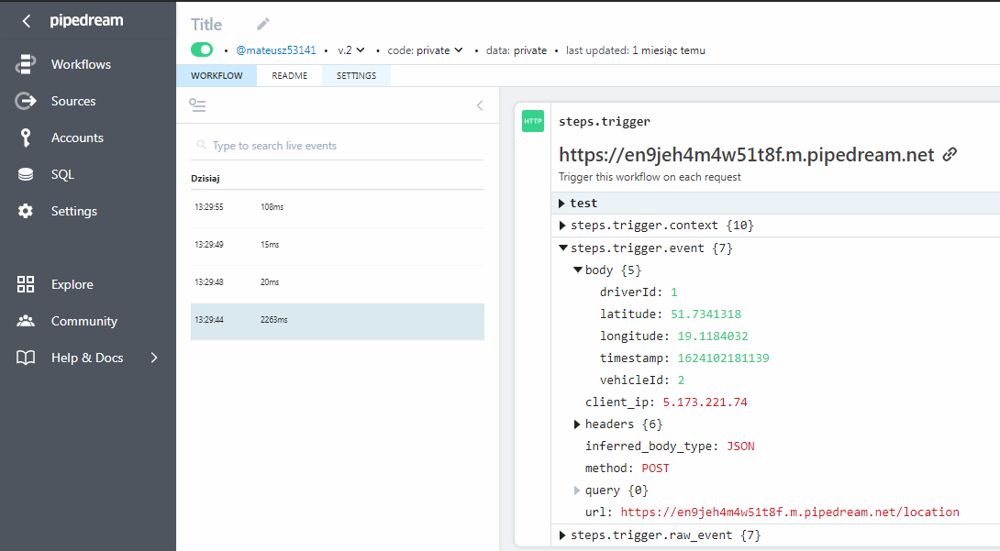 pipedream
Workflows
Sources
Accounts
SQL
Settings
Explore
Community
Help & Docs
Title
• @mateusz53141 • v.2 • code: private • data: private • last updated: 1 miesiąc temu
WORKFLOW README SETTINGS
Type to search live events
Dzisiaj
13:29:55 108ms
13:29:49 15ms
13:29:48 20ms
13:29:44 2263ms
HTTP
steps.trigger
https://en9jeh4m4w51t8f.m.pipedream.net
Trigger this workflow on each request
test
steps.trigger.context {10}
steps.trigger.event {7}
body {5}
driverId: 1
latitude: 51.7341318
longitude: 19.1184032
timestamp: 1624102181139
vehicleId: 2
client_ip: 5.173.221.74
headers {6}
inferred_body_type: JSON
method: POST
query {0}
url: https://en9jeh4m4w51t8f.m.pipedream.net/location
steps.trigger.raw_event {7}